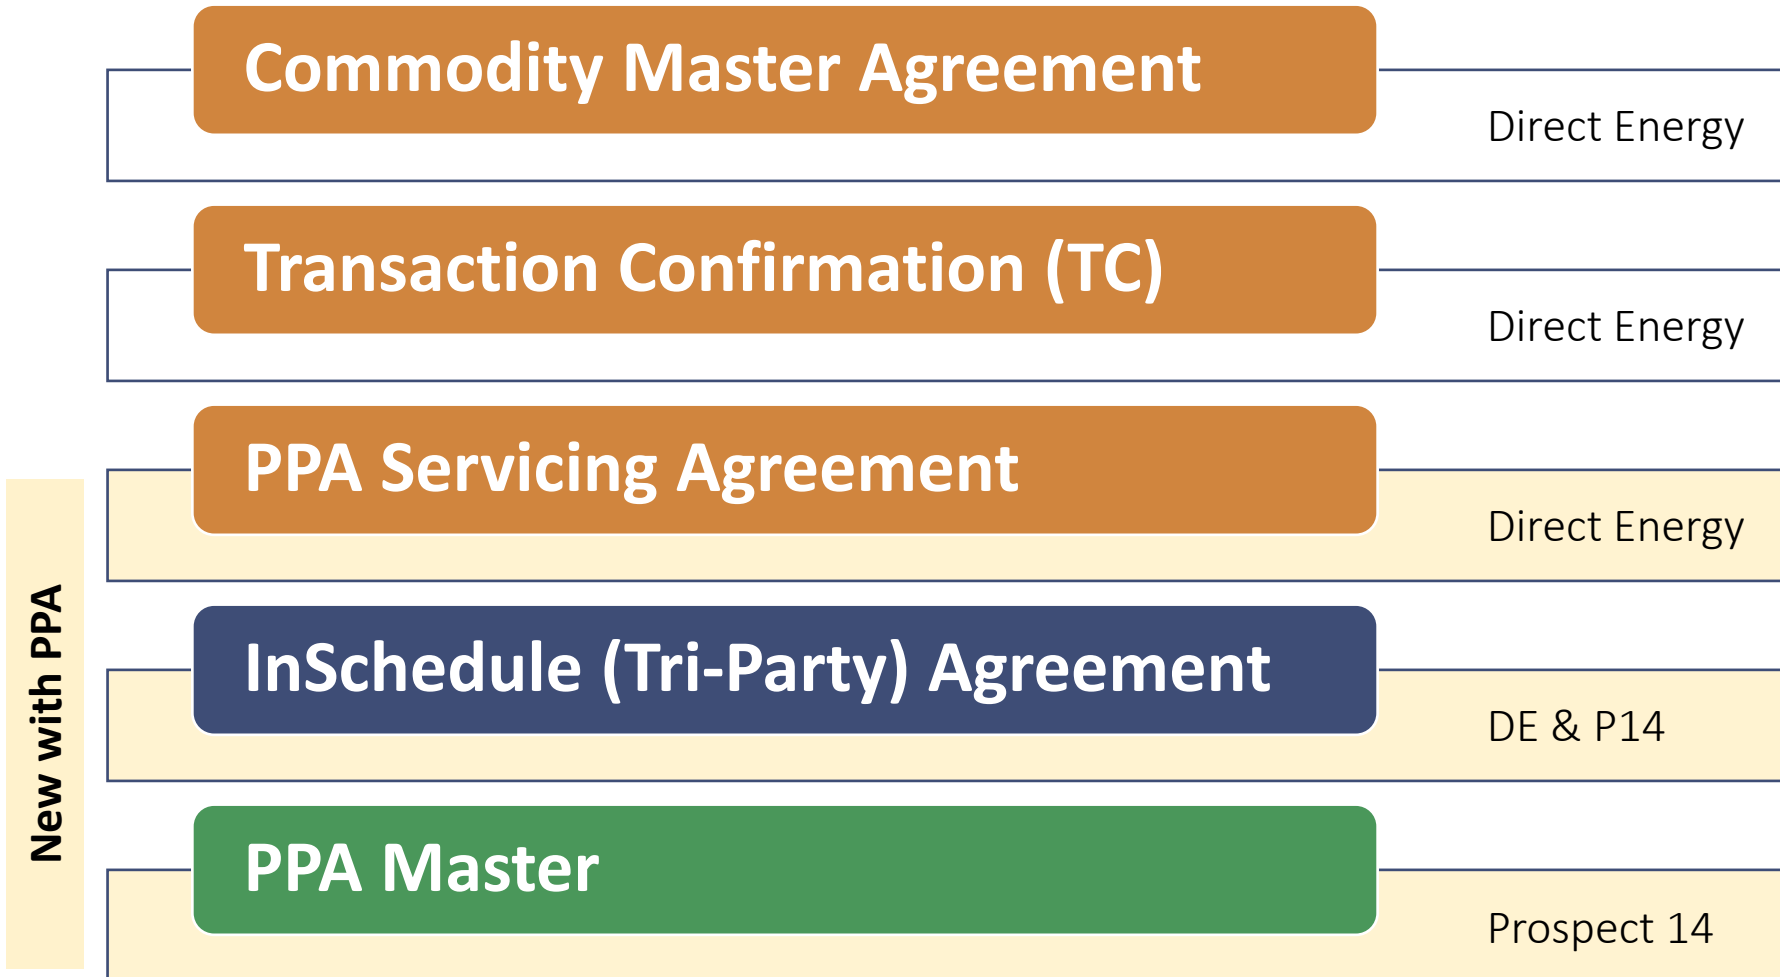 Commodity Master Agreement
Direct Energy
Transaction Confirmation (TC)
Direct Energy
PPA Servicing Agreement
Direct Energy
New with PPA
InSchedule (Tri-Party) Agreement
DE & P14
PPA Master
Prospect 14